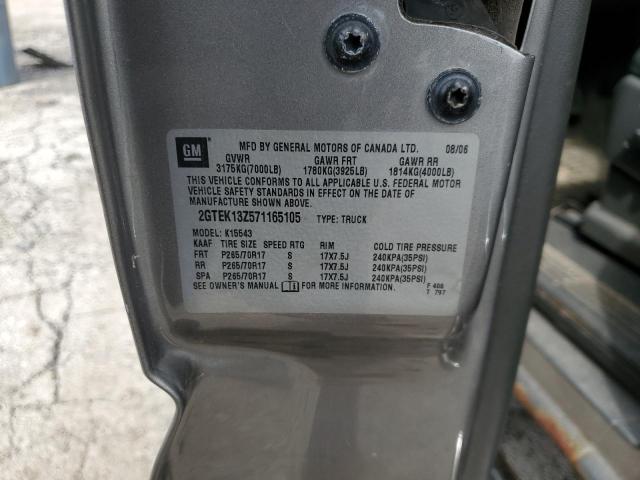 GM
MFD BY GENERAL MOTORS OF CANADA LTD. 08/06
GVWR GAWR FRT GAWR RR
3175KG(7000LB) 1780KG(3925LB) 1814KG(4000LB)
THIS VEHICLE CONFORMS TO ALL APPLICABLE U.S. FEDERAL MOTOR
VEHICLE SAFETY STANDARDS IN EFFECT ON THE DATE OF
MANUFACTURE SHOWN ABOVE.
2GTEK13Z571165105 TYPE: TRUCK
MODEL: K15543
KAAF TIRE SIZE SPEED RTG RIM COLD TIRE PRESSURE
FRT P265/70R17 S 17X7.5J 240KPA(35PSI)
RR P265/70R17 S 17X7.5J 240KPA(35PSI)
SPA P265/70R17 S 17X7.5J 240KPA(35PSI)
SEE OWNER'S MANUAL FOR MORE INFORMATION.
F 408
T 797